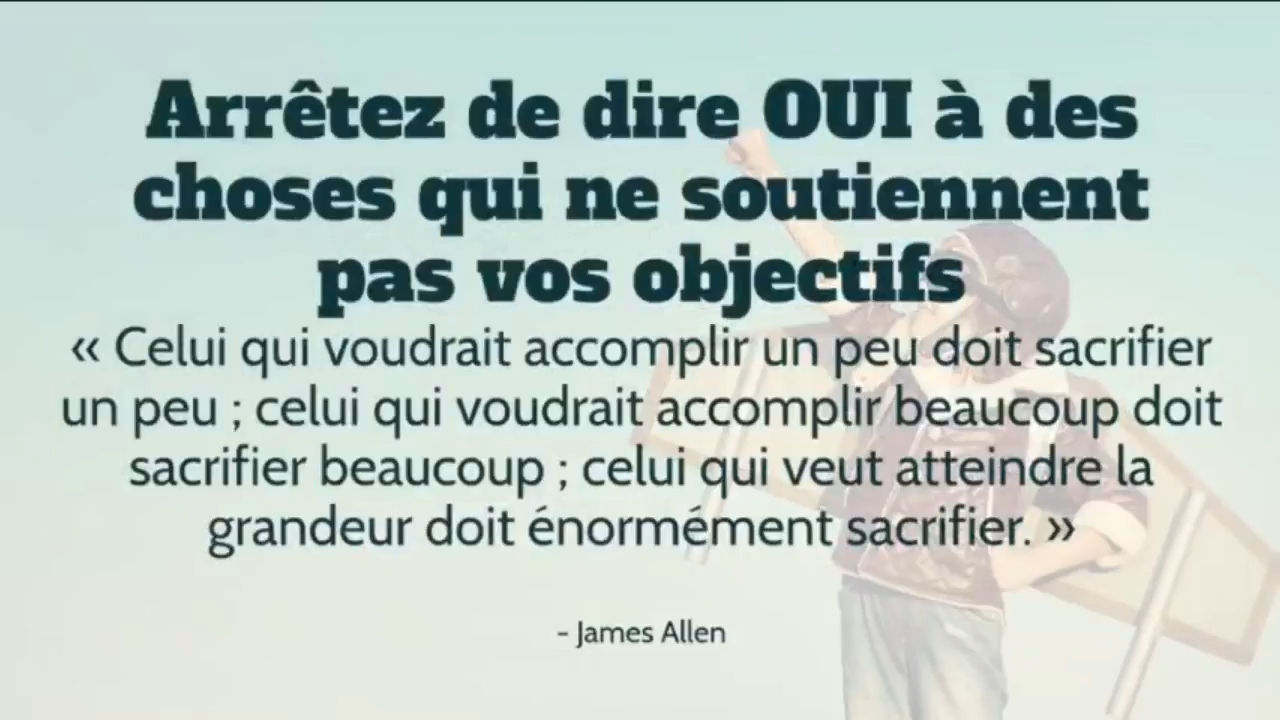 Arrêtez de dire OUI à des
choses qui ne soutiennent
pas vos objectifs
« Celui qui voudrait accomplir un peu doit sacrifier
un peu ; celui qui voudrait accomplir beaucoup doit
sacrifier beaucoup ; celui qui veut atteindre la
grandeur doit énormément sacrifier. »
- James Allen